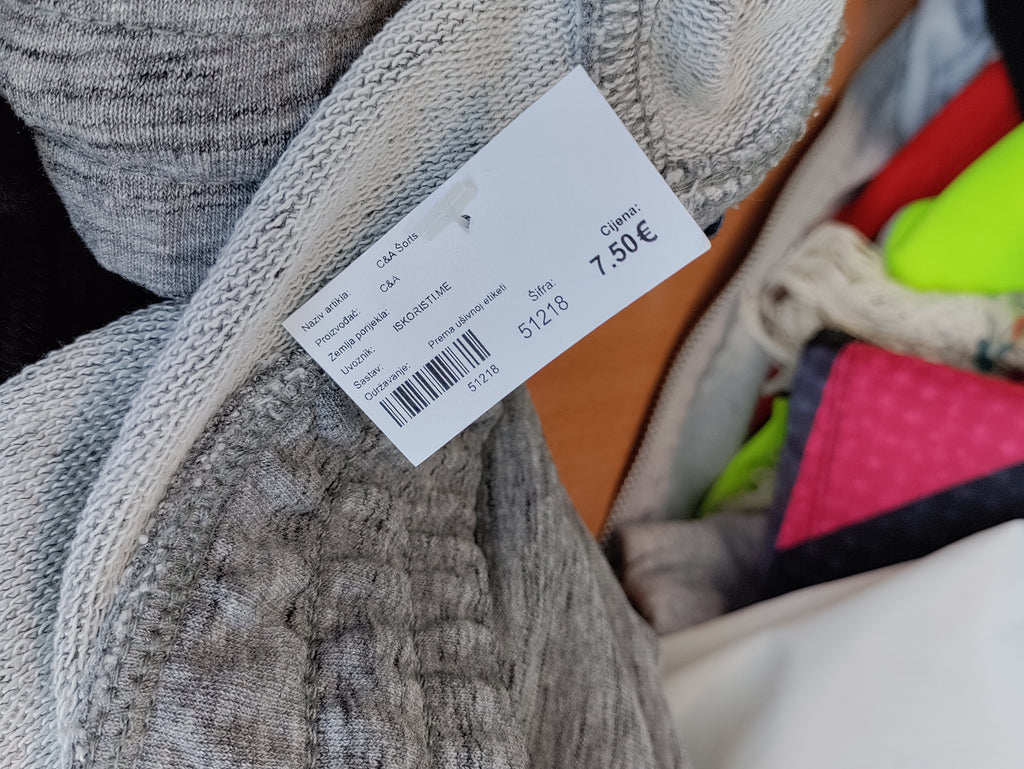 Naziv artikla: C&A Šorts
Proizvođač: C&A
Zemlja porijekla:
Uvoznik: ISKORISTI.ME
Sastav:
Održavanje: Prema ušivnoj etiketi
51218
Šifra:
51218
Cijena:
7.50€